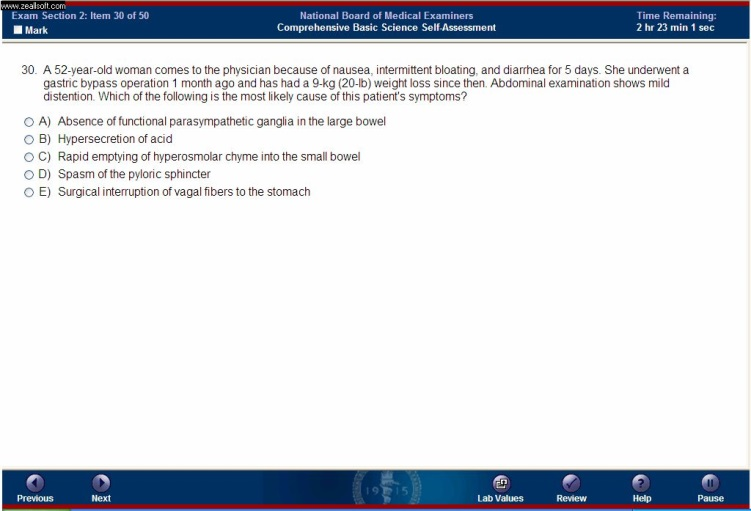 www.zeallsoft.com
Exam Section 2: Item 30 of 50
National Board of Medical Examiners
Time Remaining:
Mark
Comprehensive Basic Science Self-Assessment
2 hr 23 min 1 sec
30. A 52-year-old woman comes to the physician because of nausea, intermittent bloating, and diarrhea for 5 days. She underwent a
gastric bypass operation 1 month ago and has had a 9-kg (20-lb) weight loss since then. Abdominal examination shows mild
distention. Which of the following is the most likely cause of this patient's symptoms?
A) Absence of functional parasympathetic ganglia in the large bowel
B) Hypersecretion of acid
C) Rapid emptying of hyperosmolar chyme into the small bowel
D) Spasm of the pyloric sphincter
E) Surgical interruption of vagal fibers to the stomach
1915
Previous
Next
Lab Values
Review
Help
Pause